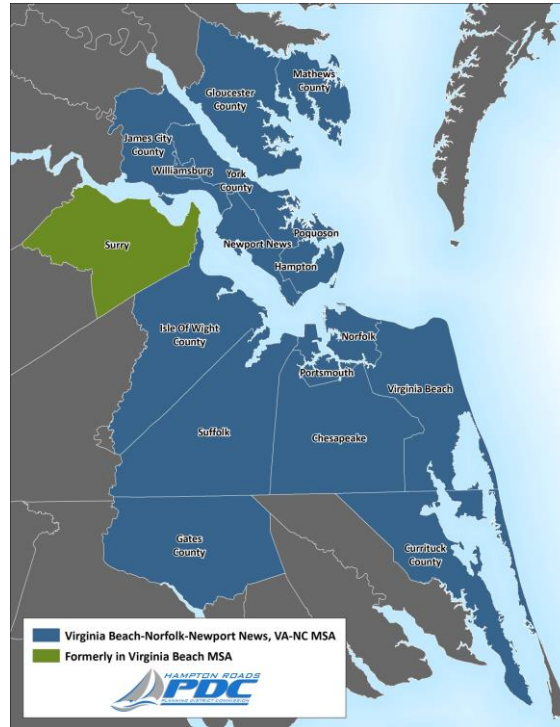 Mathews
County
Gloucester
County
James City
County
Williamsburg
York
County
Surry
Poquoson
Newport News
Hampton
Isle Of Wight
County
Norfolk
Portsmouth
Virginia Beach
Suffolk
Chesapeake
Gates
County
Currituck
County
Virginia Beach-Norfolk-Newport News, VA-NC MSA
Formerly in Virginia Beach MSA
HAMPTON ROADS
PDC
PLANNING DISTRICT COMMISSION